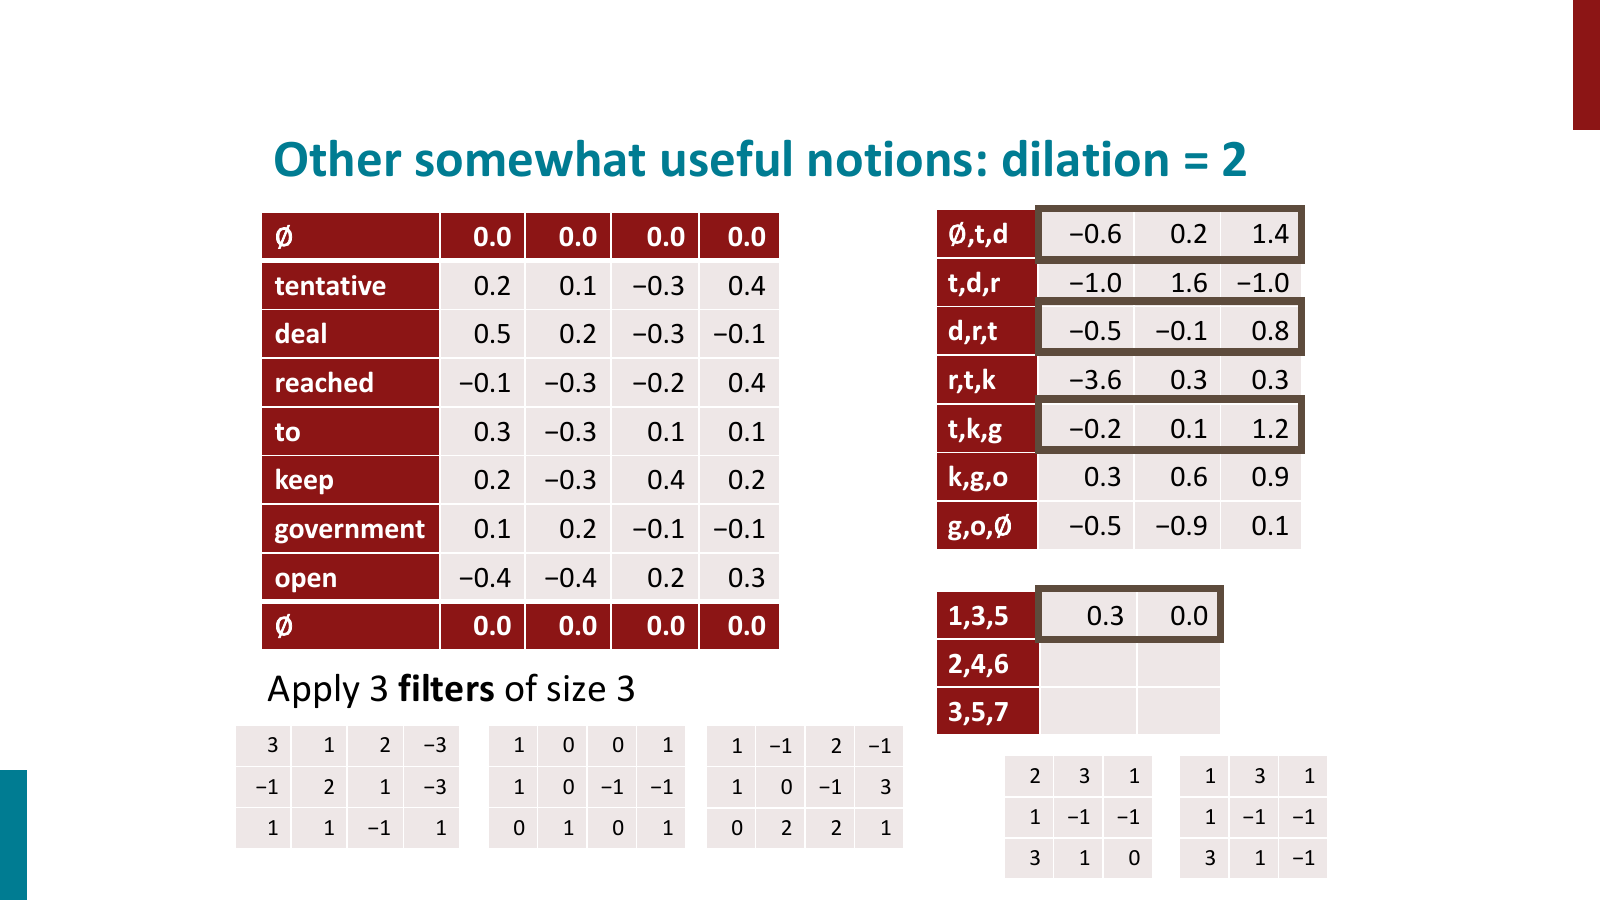 Other somewhat useful notions: dilation = 2
Ø 0.0 0.0 0.0 0.0
tentative 0.2 0.1 −0.3 0.4
deal 0.5 0.2 −0.3 −0.1
reached −0.1 −0.3 −0.2 0.4
to 0.3 −0.3 0.1 0.1
keep 0.2 −0.3 0.4 0.2
government 0.1 0.2 −0.1 −0.1
open −0.4 −0.4 0.2 0.3
Ø 0.0 0.0 0.0 0.0
Apply 3 filters of size 3
3 1 2 −3
−1 2 1 −3
1 1 −1 1
1 0 0 1
1 0 −1 −1
0 1 0 1
1 −1 2 −1
1 0 −1 3
0 2 2 1
Ø,t,d −0.6 0.2 1.4
t,d,r −1.0 1.6 −1.0
d,r,t −0.5 −0.1 0.8
r,t,k −3.6 0.3 0.3
t,k,g −0.2 0.1 1.2
k,g,o 0.3 0.6 0.9
g,o,Ø −0.5 −0.9 0.1
1,3,5 0.3 0.0
2,4,6
3,5,7
2 3 1
1 −1 −1
3 1 0
1 3 1
1 −1 −1
3 1 −1